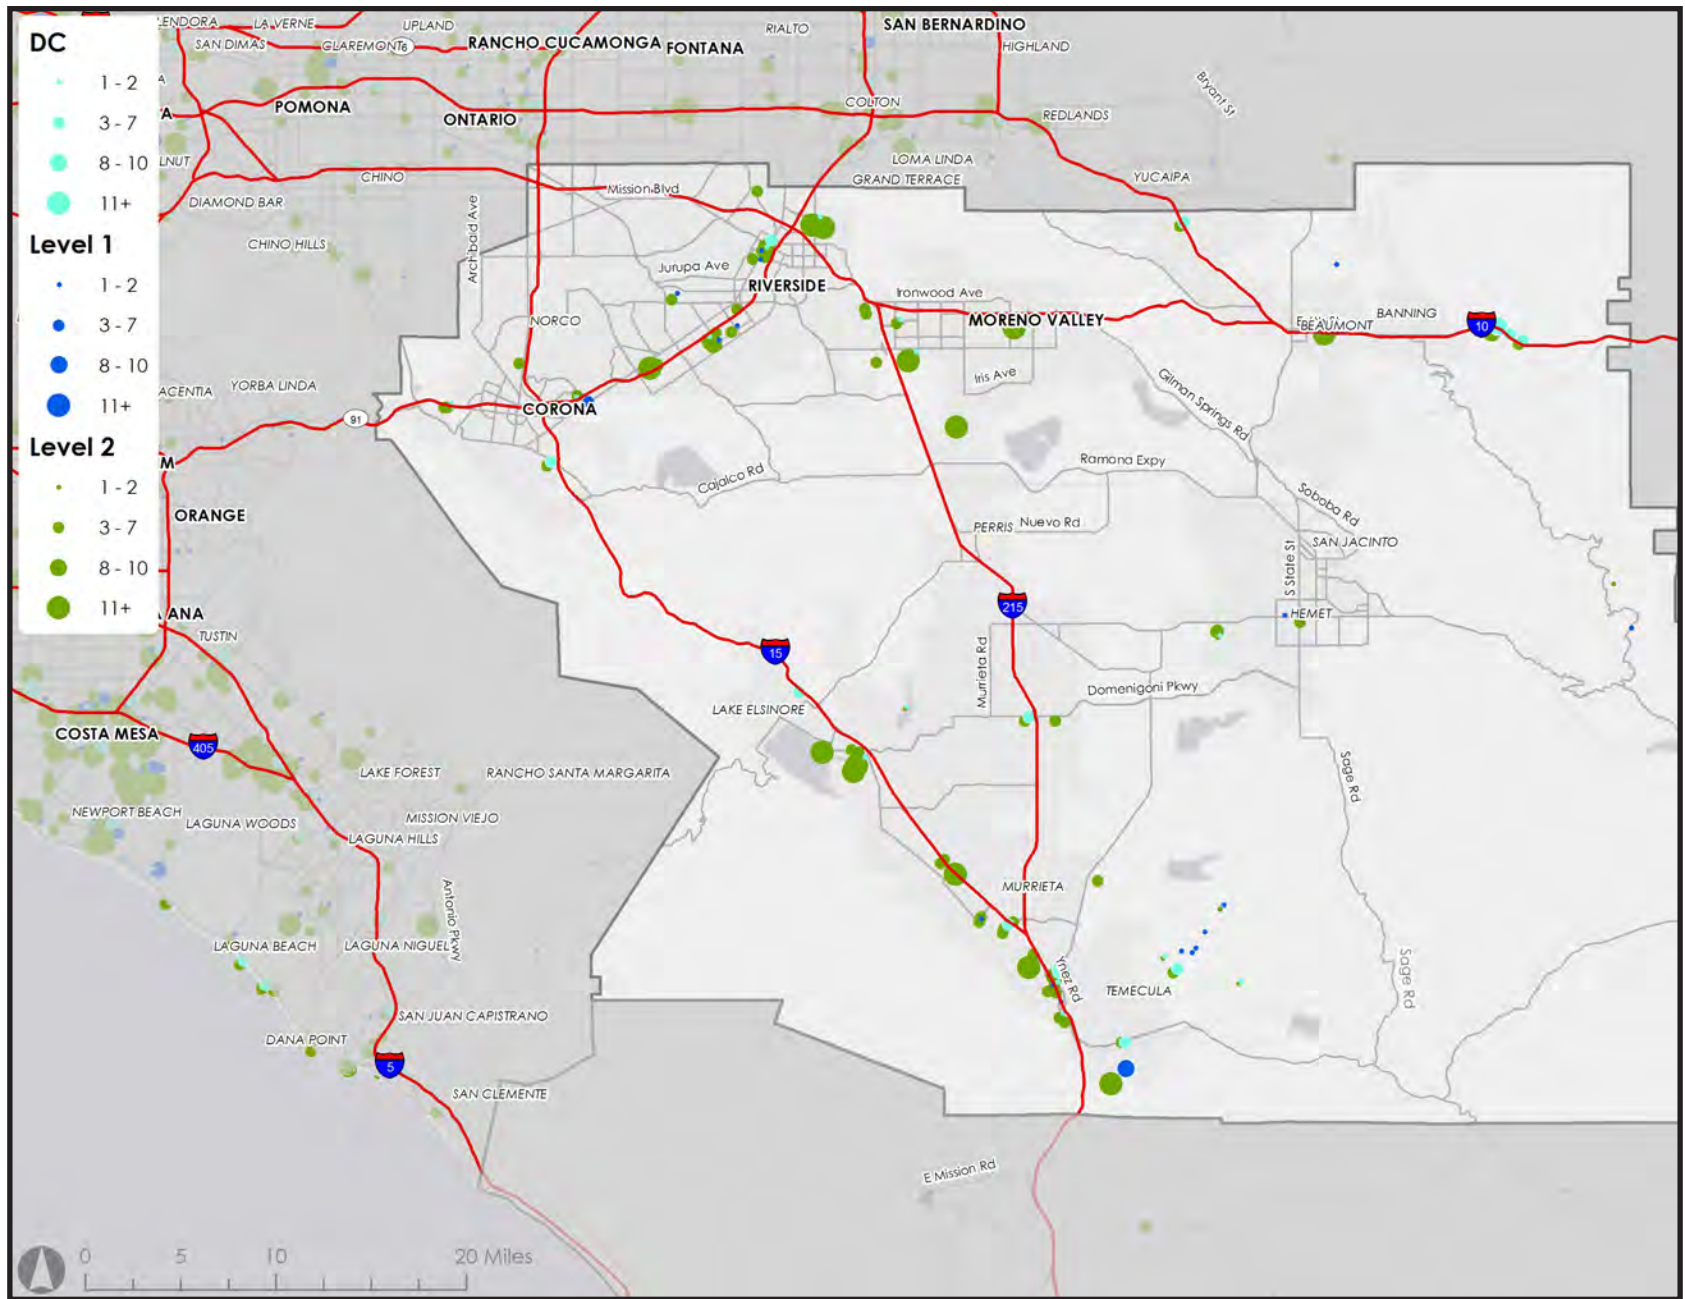 DC
1 - 2
3 - 7
8 - 10
11+
Level 1
1 - 2
3 - 7
8 - 10
11+
Level 2
1 - 2
3 - 7
8 - 10
11+
LENDORA
LA VERNE
UPLAND
RIALTO
SAN BERNARDINO
SAN DIMAS
CLAREMONT
RANCHO CUCAMONGA
FONTANA
HIGHLAND
Bryant St
POMONA
ONTARIO
COLTON
REDLANDS
LNUT
CHINO
LOMA LINDA
GRAND TERRACE
YUCAIPA
Mission Blvd
DIAMOND BAR
Archibald Ave
CHINO HILLS
Jurupa Ave
RIVERSIDE
Ironwood Ave
NORCO
MORENO VALLEY
BEAUMONT
BANNING
10
Iris Ave
Gilman Springs Rd
ACENTIA
YORBA LINDA
91
CORONA
M
Cajalco Rd
Ramona Expy
Soboba Rd
ORANGE
PERRIS
Nuevo Rd
SAN JACINTO
S State St
ANA
TUSTIN
215
HEMET
15
Murrieta Rd
Domenigoni Pkwy
LAKE ELSINORE
COSTA MESA
405
LAKE FOREST
RANCHO SANTA MARGARITA
Sage Rd
NEWPORT BEACH
LAGUNA WOODS
MISSION VIEJO
LAGUNA HILLS
MURRIETA
Antonio Pkwy
LAGUNA BEACH
LAGUNA NIGUEL
Ynez Rd
TEMECULA
Sage Rd
SAN JUAN CAPISTRANO
DANA POINT
5
SAN CLEMENTE
E Mission Rd
0 5 10 20 Miles